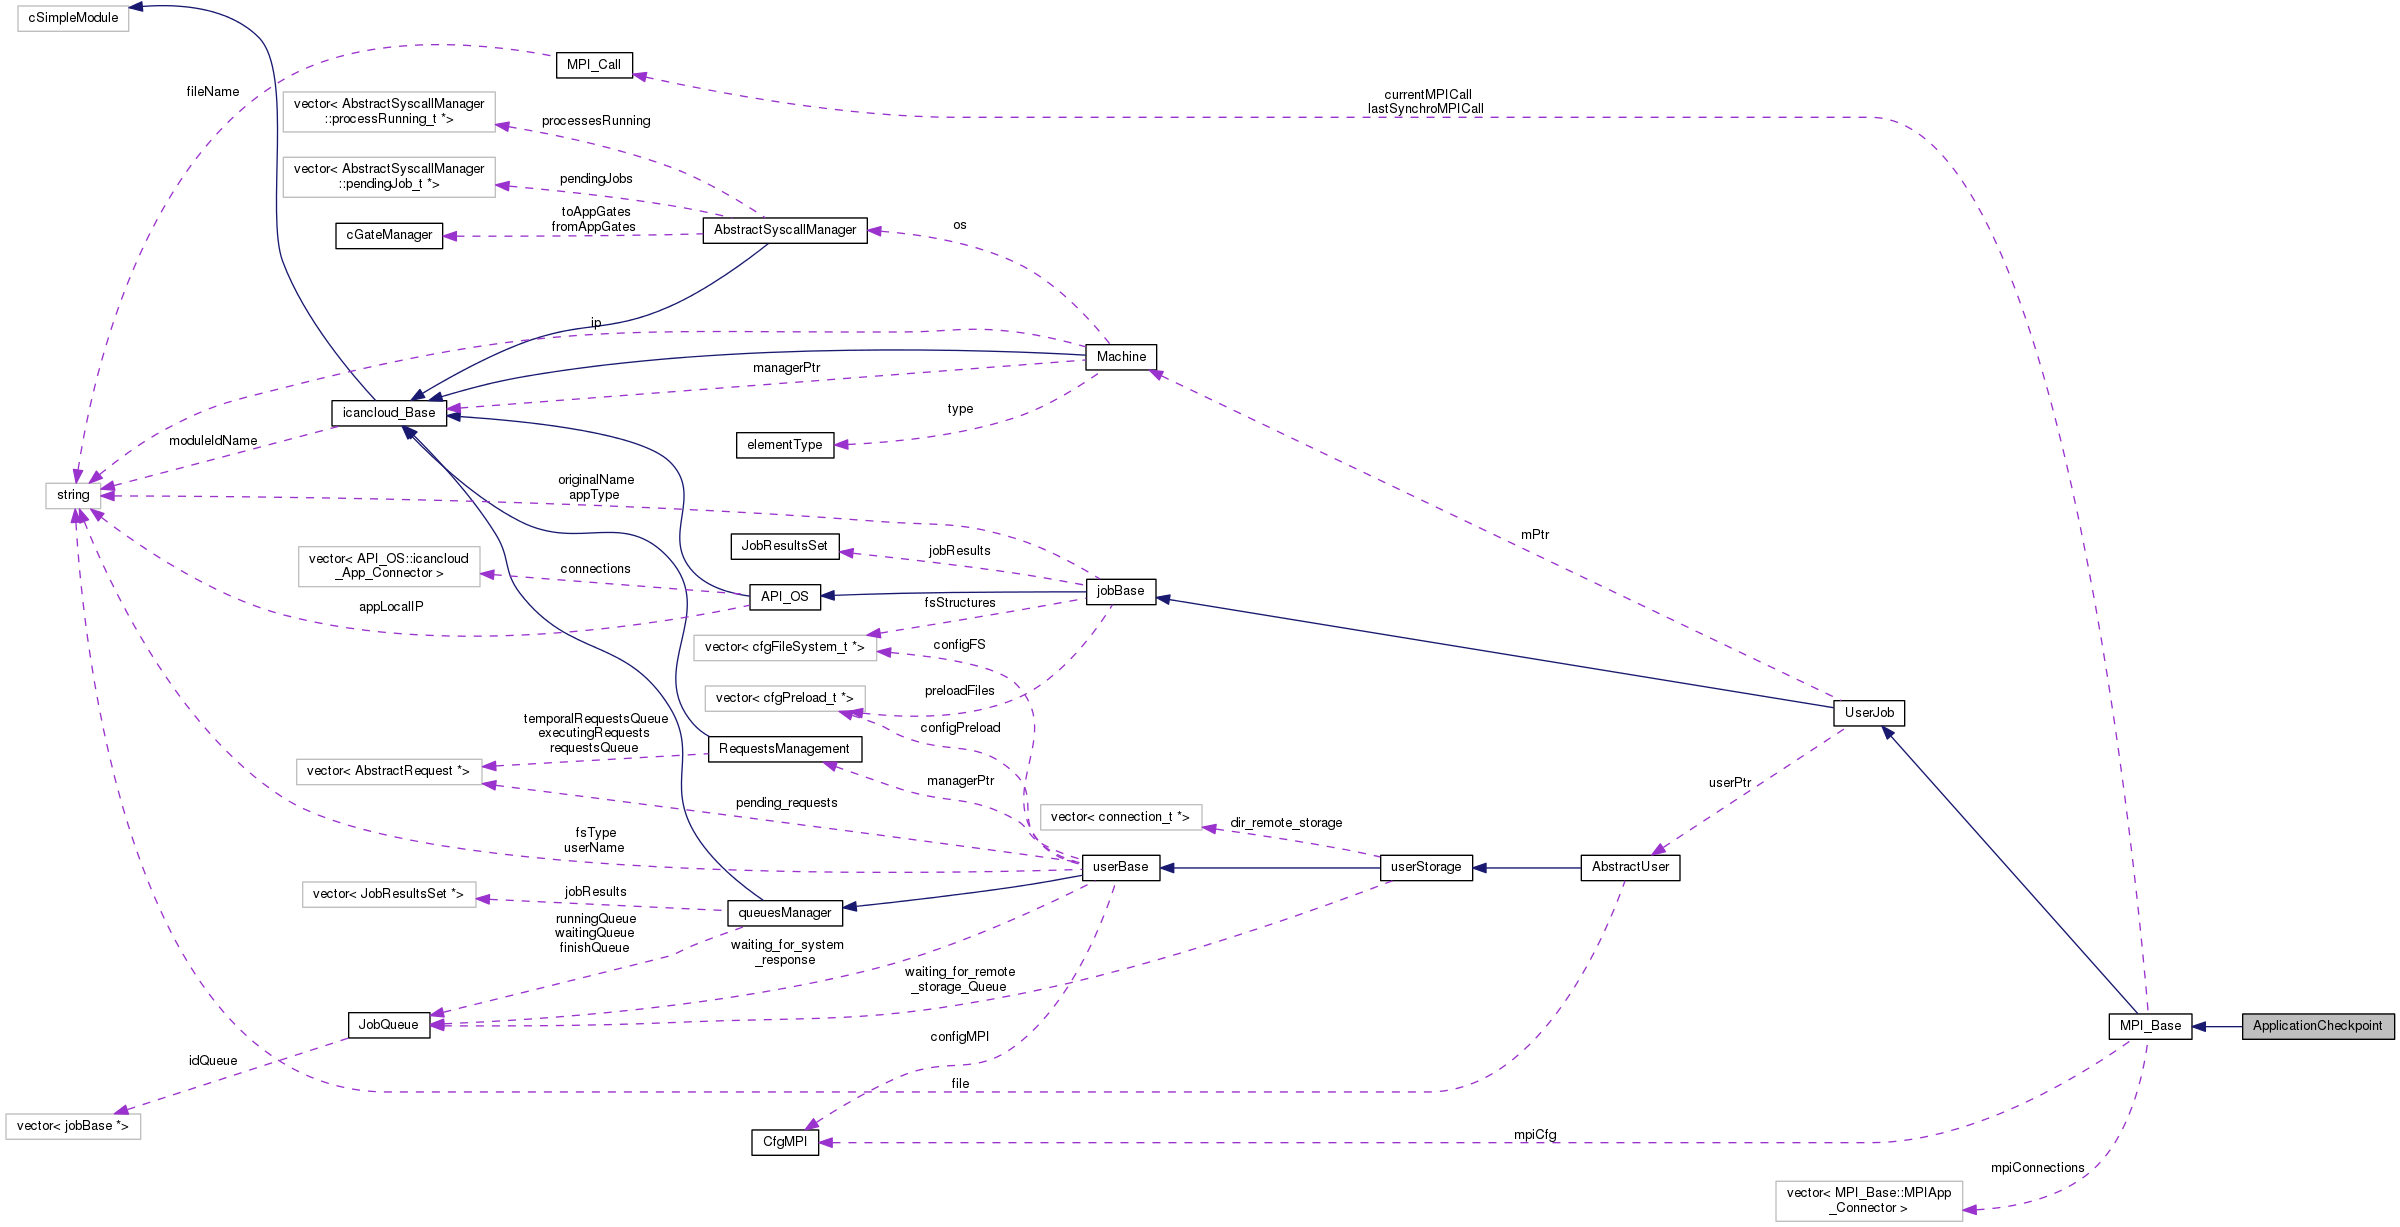 cSimpleModule
MPI_Call
fileName
currentMPICall
lastSynchroMPICall
vector< AbstractSyscallManager
::processRunning_t *>
processesRunning
vector< AbstractSyscallManager
::pendingJob_t *>
pendingJobs
toAppGates
fromAppGates
cGateManager
AbstractSyscallManager
os
ip
Machine
managerPtr
icancloud_Base
type
moduleIdName
elementType
originalName
appType
string
mPtr
JobResultsSet
jobResults
vector< API_OS::icancloud
_App_Connector >
connections
API_OS
jobBase
appLocalIP
fsStructures
vector< cfgFileSystem_t *>
configFS
vector< cfgPreload_t *>
preloadFiles
UserJob
temporalRequestsQueue
executingRequests
requestsQueue
configPreload
RequestsManagement
vector< AbstractRequest *>
managerPtr
userPtr
pending_requests
vector< connection_t *>
dir_remote_storage
fsType
userName
userBase
userStorage
AbstractUser
vector< JobResultsSet *>
jobResults
queuesManager
runningQueue
waitingQueue
finishQueue
waiting_for_system
_response
waiting_for_remote
_storage_Queue
JobQueue
MPI_Base
ApplicationCheckpoint
configMPI
idQueue
file
vector< jobBase *>
CfgMPI
mpiCfg
mpiConnections
vector< MPI_Base::MPIApp
_Connector >